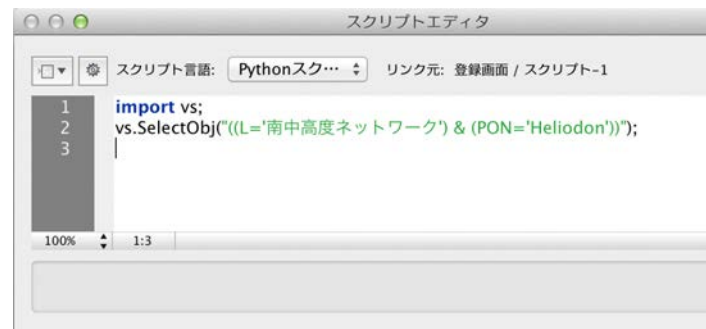 スクリプトエディタ
スクリプト言語: Pythonスク… リンク元: 登録画面 / スクリプト-1
1 import vs;
2 vs.SelectObj("((L='南中高度ネットワーク') & (PON='Heliodon'))");
3
100% 1:3